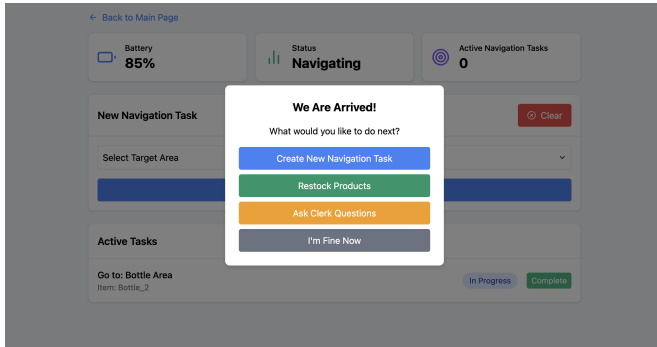 ← Back to Main Page
Battery
85%
Status
Navigating
Active Navigation Tasks
0
New Navigation Task
Clear
Select Target Area
We Are Arrived!
What would you like to do next?
Create New Navigation Task
Restock Products
Ask Clerk Questions
I'm Fine Now
Active Tasks
Go to: Bottle Area
Item: Bottle_2
In Progress
Complete